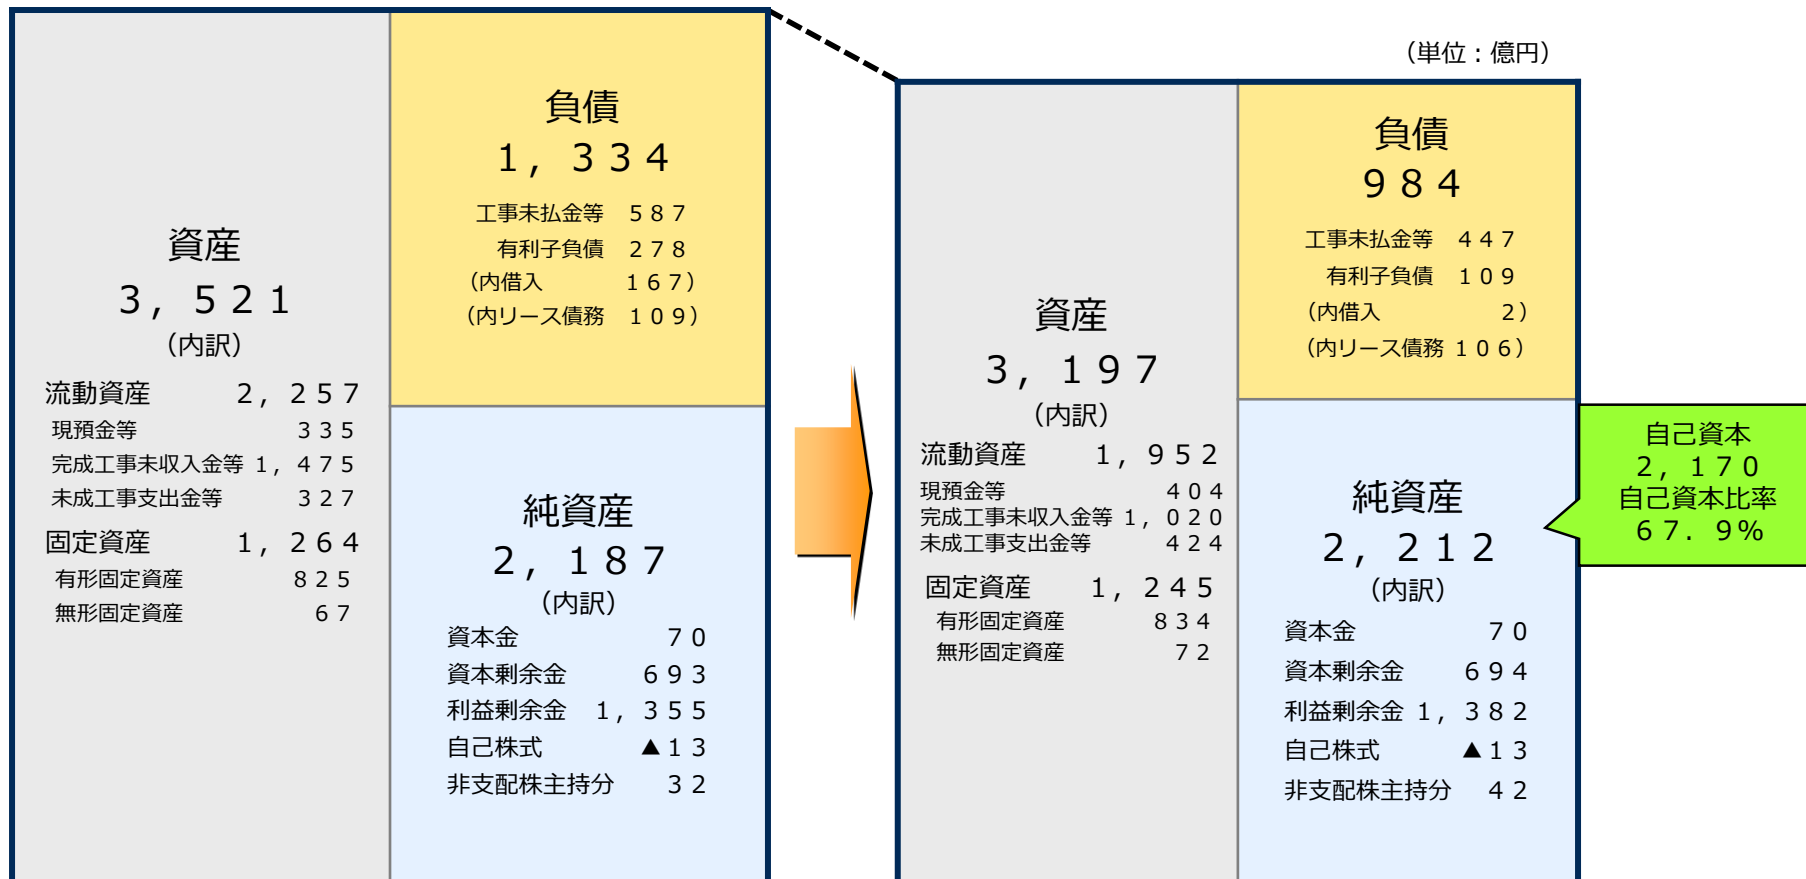 資産
3,521
(内訳)
流動資産 2,257
現預金等 335
完成工事未収入金等 1,475
未成工事支出金等 327
固定資産 1,264
有形固定資産 825
無形固定資産 67
負債
1,334
工事未払金等 587
有利子負債 278
(内借入 167)
(内リース債務 109)
純資産
2,187
(内訳)
資本金 70
資本剰余金 693
利益剰余金 1,355
自己株式 ▲13
非支配株主持分 32
(単位:億円)
資産
3,197
(内訳)
流動資産 1,952
現預金等 404
完成工事未収入金等 1,020
未成工事支出金等 424
固定資産 1,245
有形固定資産 834
無形固定資産 72
負債
984
工事未払金等 447
有利子負債 109
(内借入 2)
(内リース債務 106)
純資産
2,212
(内訳)
資本金 70
資本剰余金 694
利益剰余金 1,382
自己株式 ▲13
非支配株主持分 42
自己資本
2,170
自己資本比率
67.9%